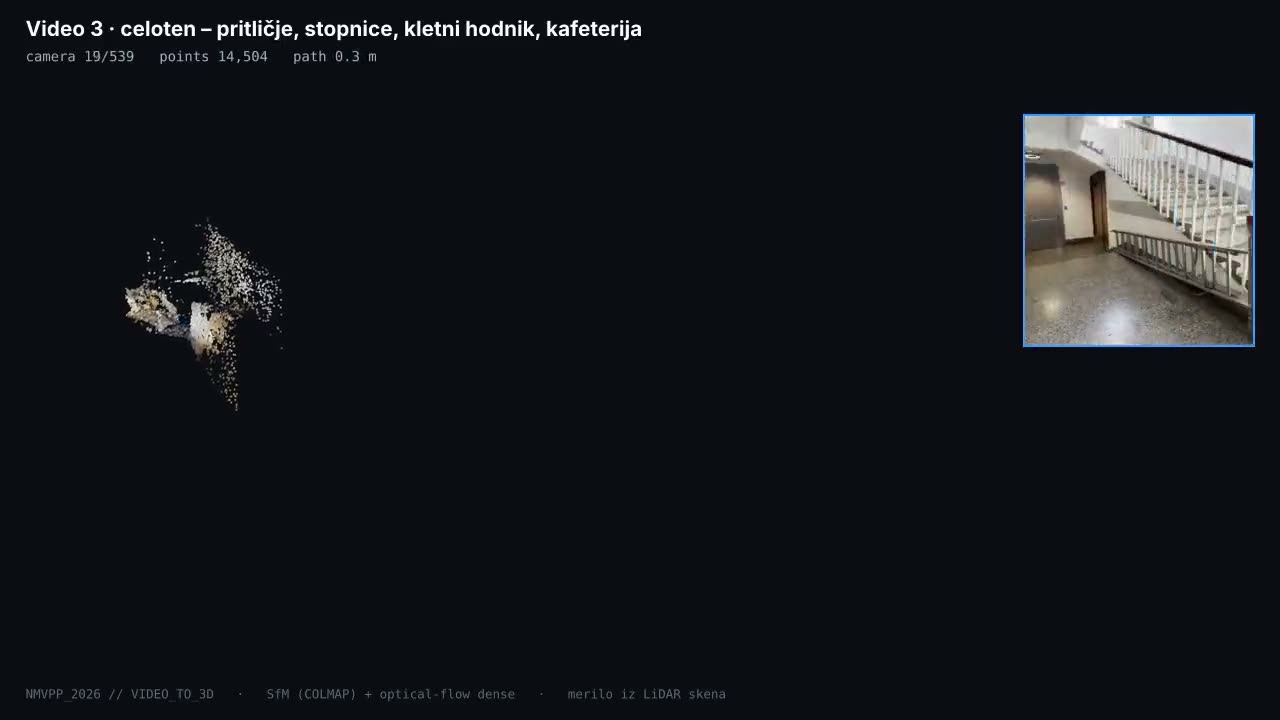 Video 3 · celoten – pritličje, stopnice, kletni hodnik, kafeterija
camera 19/539   points 14,504   path 0.3 m
NMVPP_2026 // VIDEO_TO_3D   ·   SfM (COLMAP) + optical-flow dense   ·   merilo iz LiDAR skena